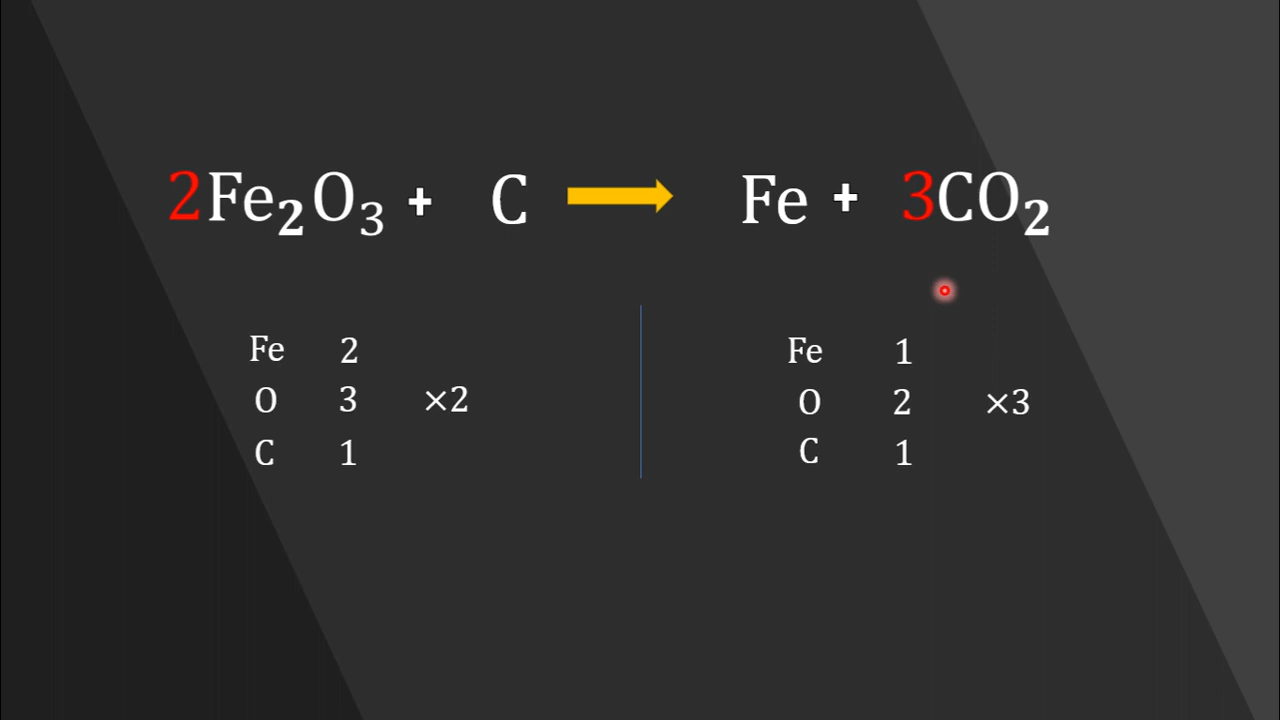 2Fe₂O₃ + C → Fe + 3CO₂
Fe 2 Fe 1
O 3 ×2 O 2 ×3
C 1 C 1